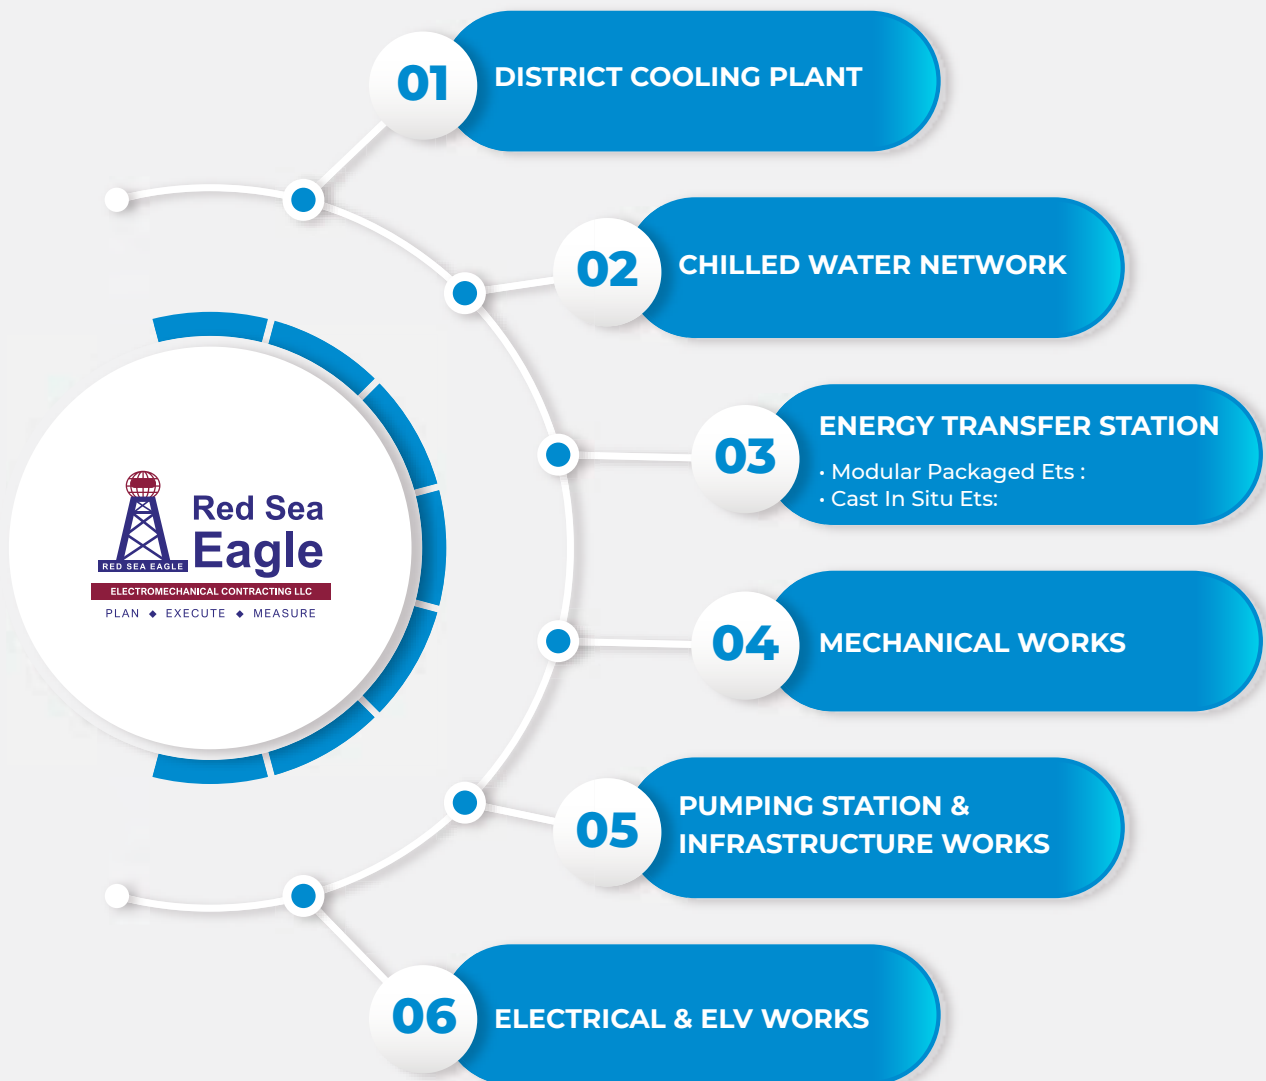 01
DISTRICT COOLING PLANT
02
CHILLED WATER NETWORK
03
ENERGY TRANSFER STATION
• Modular Packaged Ets :
• Cast In Situ Ets:
Red Sea
Eagle
RED SEA EAGLE
ELECTROMECHANICAL CONTRACTING LLC
PLAN ◆ EXECUTE ◆ MEASURE
04
MECHANICAL WORKS
05
PUMPING STATION &
INFRASTRUCTURE WORKS
06
ELECTRICAL & ELV WORKS